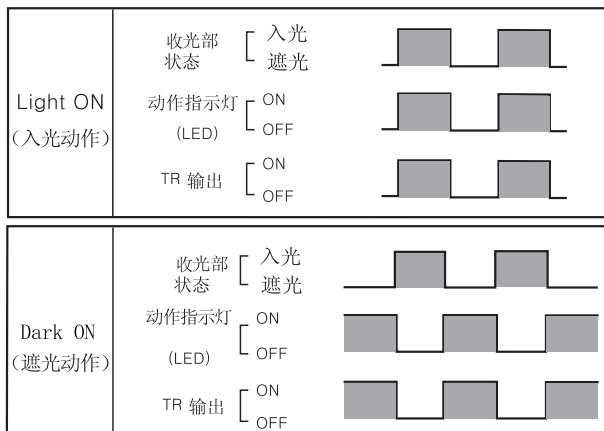 Light ON
(入光动作)
收光部
状态
入光
遮光
动作指示灯
(LED)
ON
OFF
TR 输出
ON
OFF
Dark ON
(遮光动作)
收光部
状态
入光
遮光
动作指示灯
(LED)
ON
OFF
TR 输出
ON
OFF